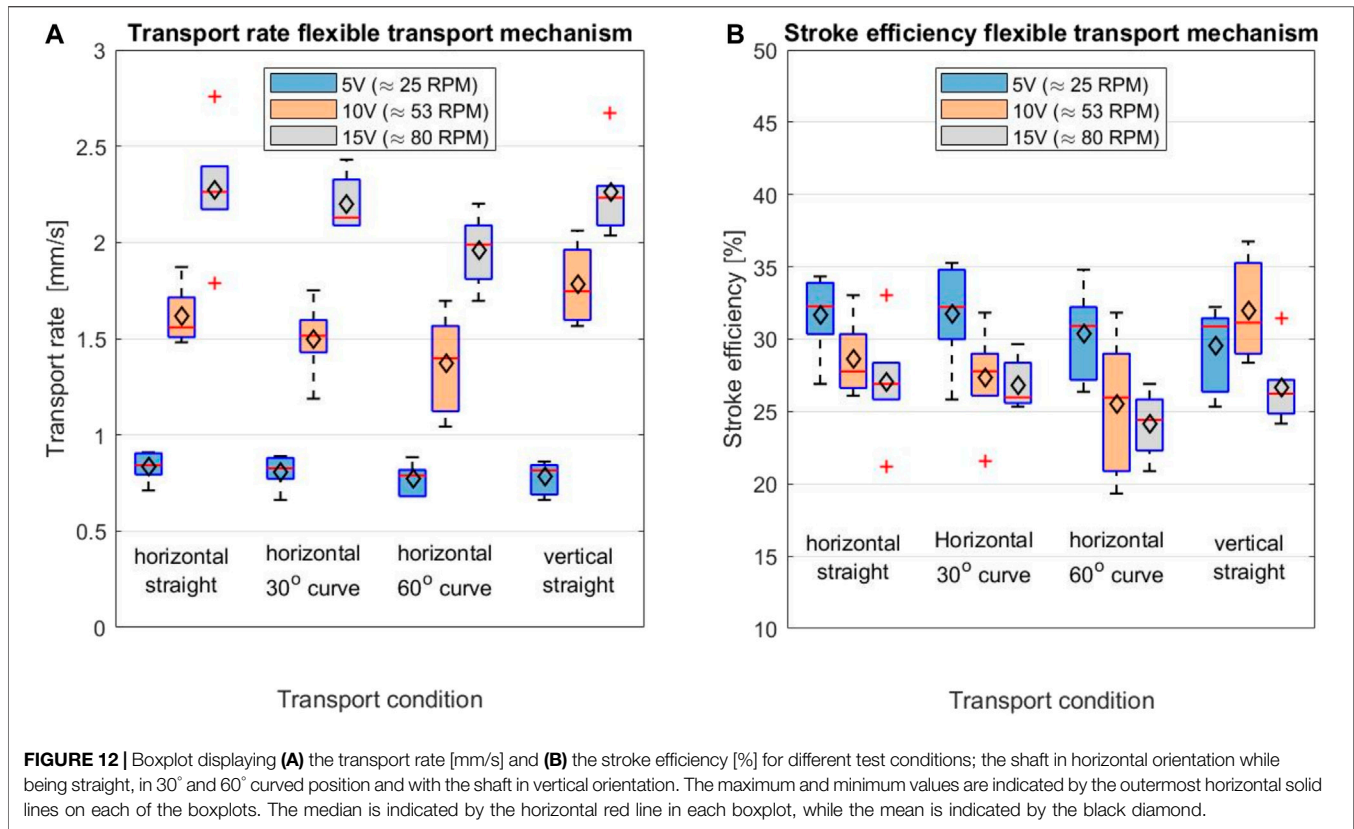 A Transport rate flexible transport mechanism
3
2.5
2
1.5
1
0.5
0
Transport rate [mm/s]
5V (≈ 25 RPM)
10V (≈ 53 RPM)
15V (≈ 80 RPM)
horizontal straight
horizontal 30° curve
horizontal 60° curve
vertical straight
Transport condition
B Stroke efficiency flexible transport mechanism
50
45
40
35
30
25
20
15
10
Stroke efficiency [%]
5V (≈ 25 RPM)
10V (≈ 53 RPM)
15V (≈ 80 RPM)
horizontal straight
Horizontal 30° curve
horizontal 60° curve
vertical straight
Transport condition
FIGURE 12 | Boxplot displaying (A) the transport rate [mm/s] and (B) the stroke efficiency [%] for different test conditions; the shaft in horizontal orientation while
being straight, in 30° and 60° curved position and with the shaft in vertical orientation. The maximum and minimum values are indicated by the outermost horizontal solid
lines on each of the boxplots. The median is indicated by the horizontal red line in each boxplot, while the mean is indicated by the black diamond.